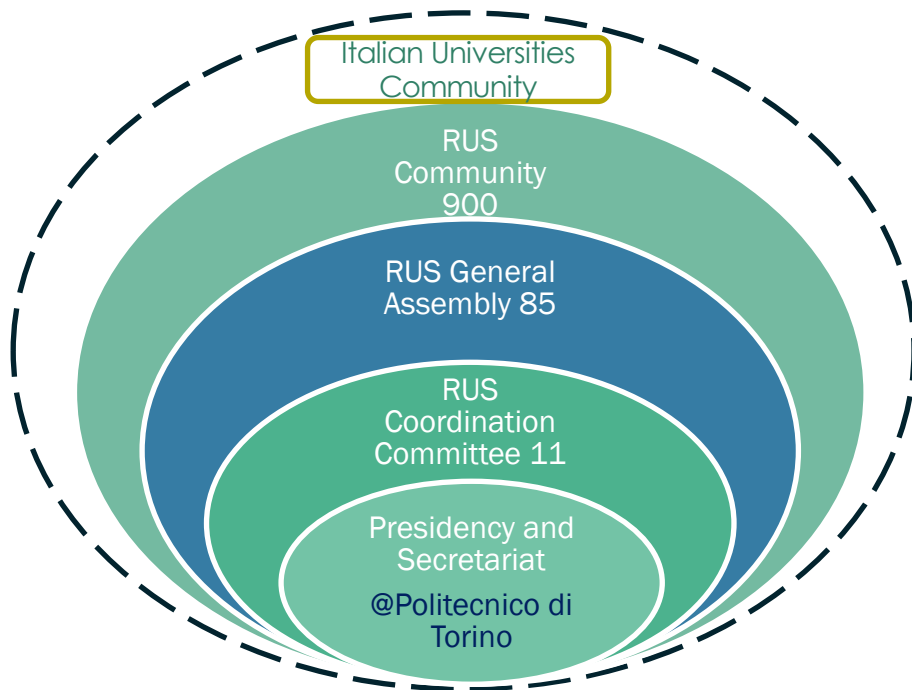 Italian Universities
Community
RUS
Community
900
RUS General
Assembly 85
RUS
Coordination
Committee 11
Presidency and
Secretariat
@Politecnico di
Torino